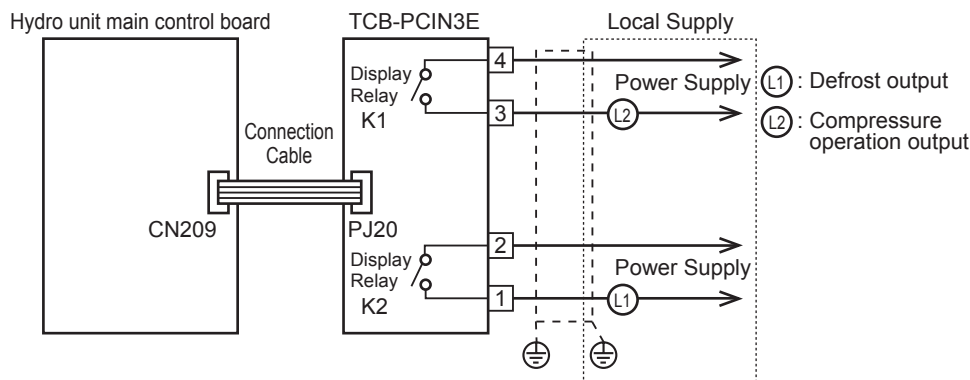 Hydro unit main control board
TCB-PCIN3E
Local Supply
Display
Relay
K1
4
3
Power Supply
L2
L1 : Defrost output
L2 : Compressure
operation output
Connection
Cable
CN209
PJ20
Display
Relay
K2
2
1
Power Supply
L1